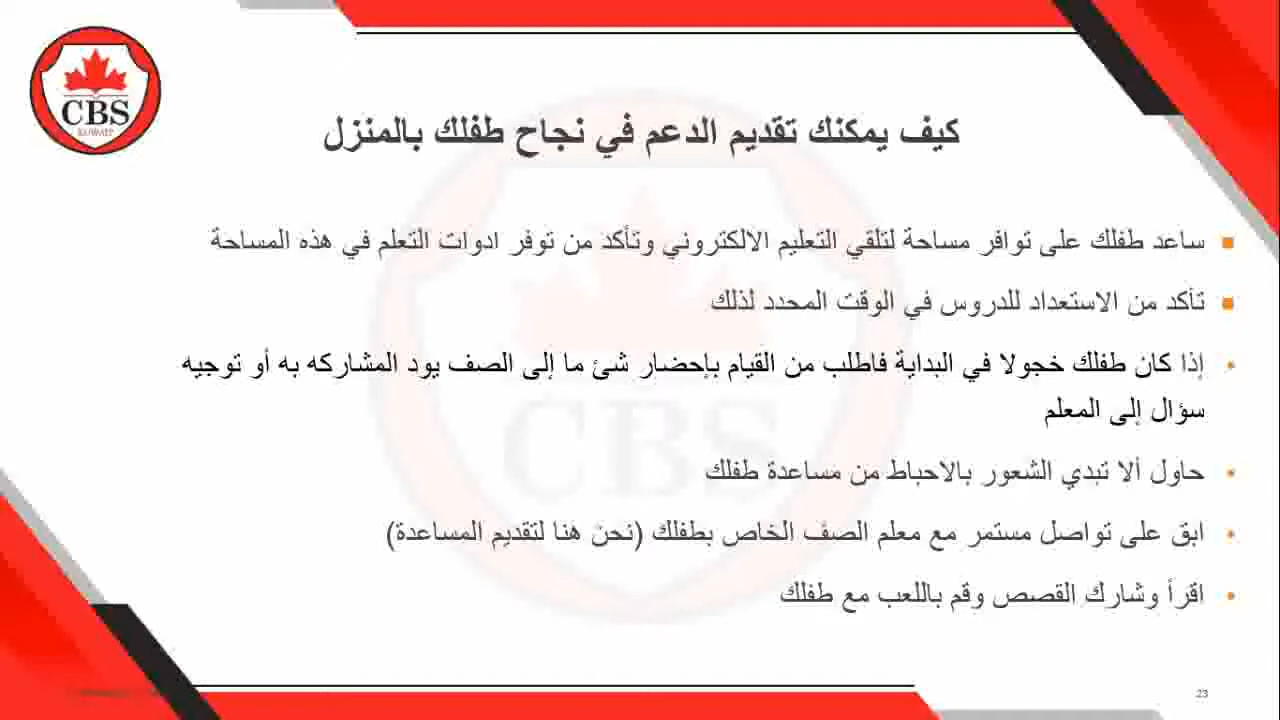 CBS
KUWAIT
كيف يمكنك تقديم الدعم في نجاح طفلك بالمنزل
ساعد طفلك على توافر مساحة لتلقي التعليم الالكتروني وتأكد من توفر ادوات التعلم في هذه المساحة
تأكد من الاستعداد للدروس في الوقت المحدد لذلك
إذا كان طفلك خجولا في البداية فاطلب من القيام بإحضار شئ ما إلى الصف يود المشاركه به أو توجيه
سؤال إلى المعلم
حاول ألا تبدي الشعور بالاحباط من مساعدة طفلك
ابق على تواصل مستمر مع معلم الصف الخاص بطفلك (نحن هنا لتقديم المساعدة)
اقرأ وشارك القصص وقم باللعب مع طفلك
CBS
23